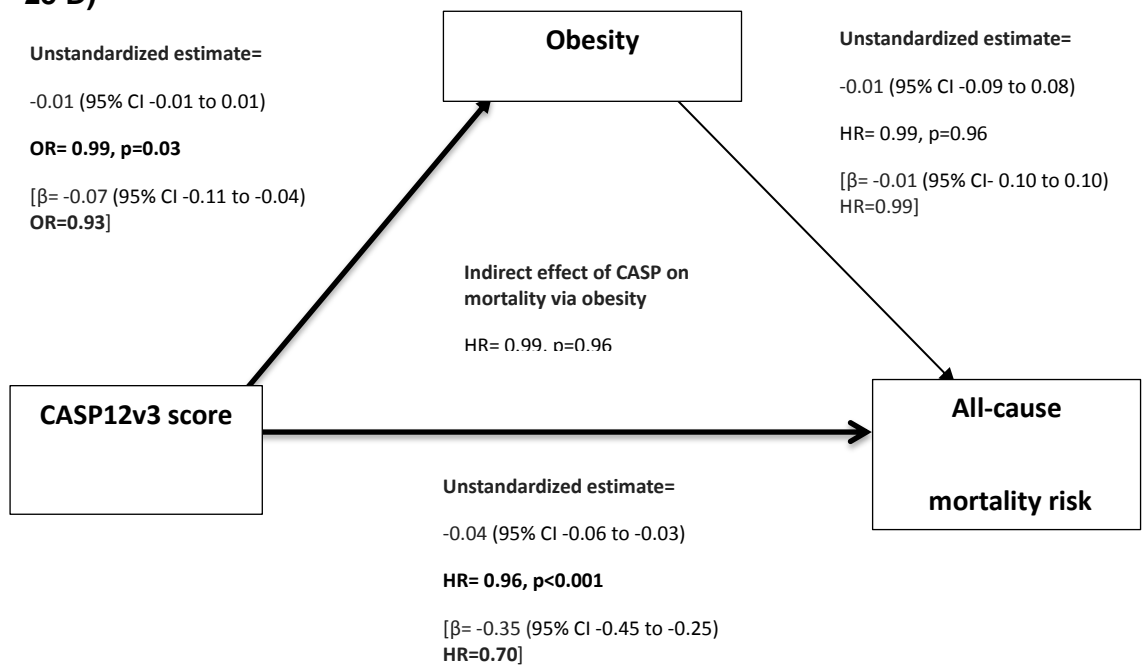 20 D)
Unstandardized estimate=
-0.01 (95% CI -0.01 to 0.01)
OR= 0.99, p=0.03
[β= -0.07 (95% CI -0.11 to -0.04)
OR=0.93]
Obesity
Unstandardized estimate=
-0.01 (95% CI -0.09 to 0.08)
HR= 0.99, p=0.96
[β= -0.01 (95% CI- 0.10 to 0.10)
HR=0.99]
Indirect effect of CASP on
mortality via obesity
HR= 0.99, p=0.96
CASP12v3 score
All-cause
mortality risk
Unstandardized estimate=
-0.04 (95% CI -0.06 to -0.03)
HR= 0.96, p<0.001
[β= -0.35 (95% CI -0.45 to -0.25)
HR=0.70]